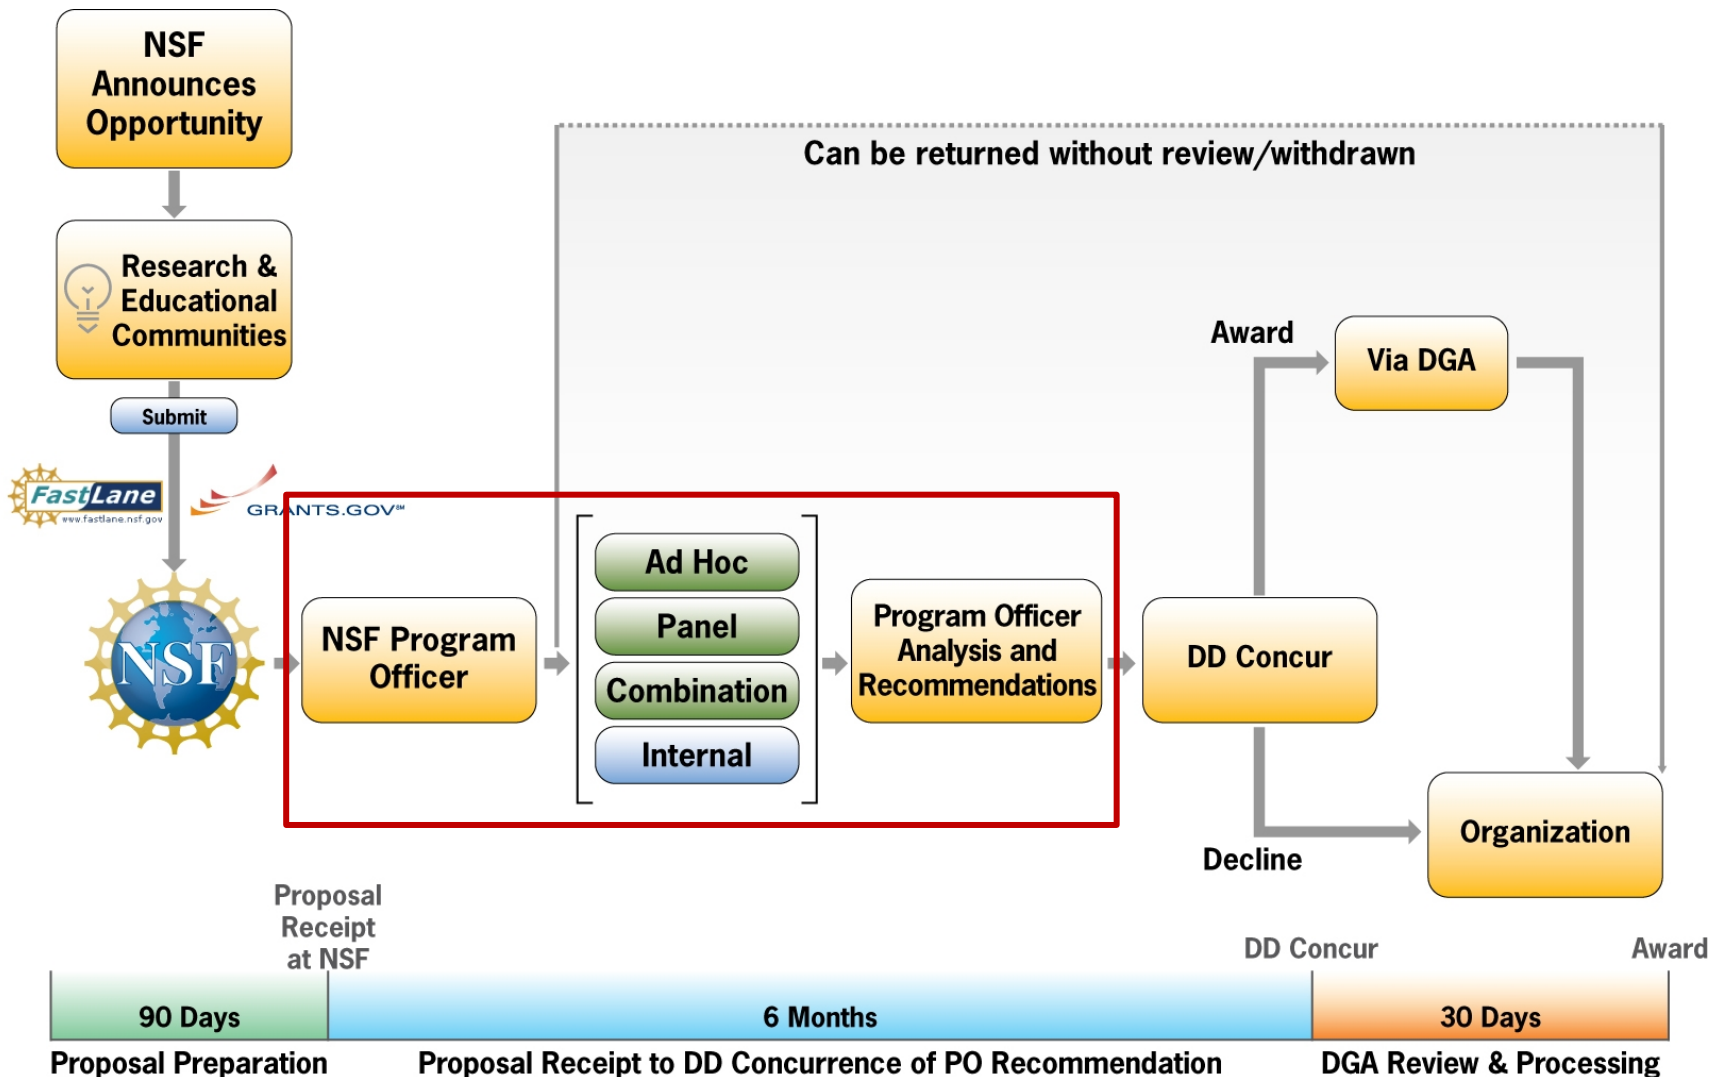 NSF
Announces
Opportunity
Can be returned without review/withdrawn
Research &
Educational
Communities
Submit
FastLane
www.fastlane.nsf.gov
GRANTS.GOV℠
NSF
NSF Program
Officer
Ad Hoc
Panel
Combination
Internal
Program Officer
Analysis and
Recommendations
DD Concur
Award
Via DGA
Decline
Organization
Proposal
Receipt
at NSF
DD Concur
Award
90 Days
6 Months
30 Days
Proposal Preparation
Proposal Receipt to DD Concurrence of PO Recommendation
DGA Review & Processing